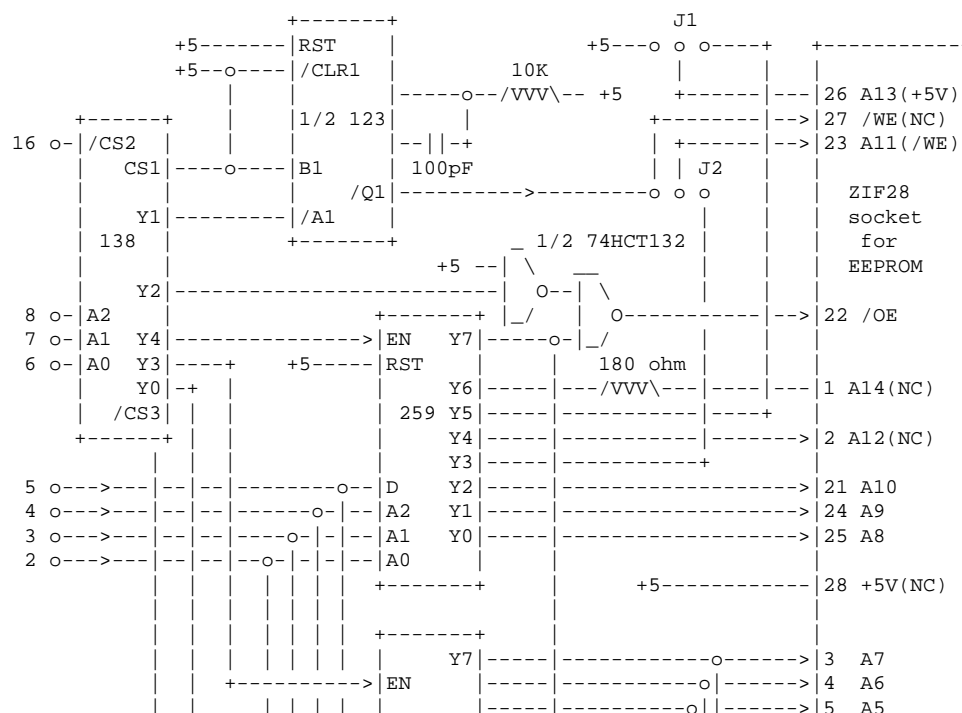 +-------+ J1
+5-------|RST | +5---o o o----+ +-----------
+5--o----|/CLR1 | 10K | | |
| | |-----o--/VVV\-- +5 +------|---|26 A13(+5V)
+------+ |1/2 123| | +--------|-->|27 /WE(NC)
16 o-|/CS2 | | | |--||-+ | +------|-->|23 A11(/WE)
CS1|----o----|B1 | 100pF | | J2 | |
| | /Q1|---------->---------o o o | | ZIF28
Y1|---------|/A1 | | | | socket
| 138 | +-------+ _ 1/2 74HCT132 | | | for
| | +5 --| \ __ | | | EEPROM
| Y2|--------------------------| O--| \ | | |
8 o-|A2 | +-------+ |_/ | O------------|-->|22 /OE
7 o-|A1 Y4|---------------->|EN Y7|-----o-|_/ | | |
6 o-|A0 Y3|----+ +5-----|RST | | 180 ohm | | |
| Y0|-+ | | Y6|-----|---/VVV\---|----|---|1 A14(NC)
| /CS3| | | | 259 Y5|-----|-----------|----+ |
+------+ | | | Y4|-----|-----------|------->|2 A12(NC)
| | | | Y3|-----|-----------+ |
5 o--->---|--|--|--------o--|D Y2|-----|------------------->|21 A10
4 o--->---|--|--|------o-|--|A2 Y1|-----|------------------->|24 A9
3 o--->---|--|--|----o-|-|--|A1 Y0|-----|------------------->|25 A8
2 o--->---|--|--|--o-|-|-|--|A0 | | |
| | | | | | | +-------+ | +5------------|28 +5V(NC)
| | | | | | | | |
| | | | | | | +-------+ | |
| | | | | | | | Y7|-----|------------o------>|3 A7
| | +----------->|EN |-----|-----------o|------>|4 A6
| | | | | | | |-----|----------o||------>|5 A5